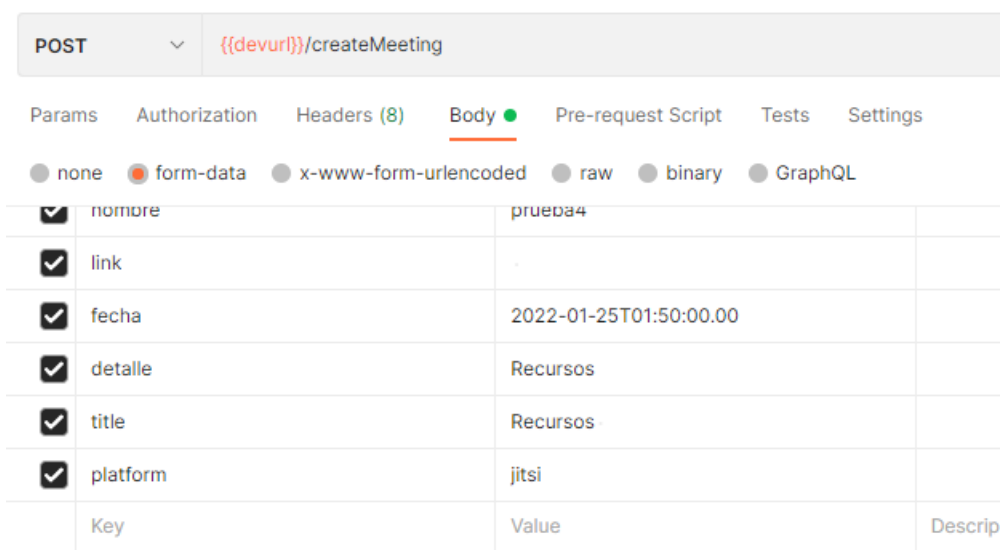 POST {{devurl}}/createMeeting
Params Authorization Headers (8) Body Pre-request Script Tests Settings
none form-data x-www-form-urlencoded raw binary GraphQL
nombre prueba4
link
fecha 2022-01-25T01:50:00.00
detalle Recursos
title Recursos
platform jitsi
Key Value Descrip